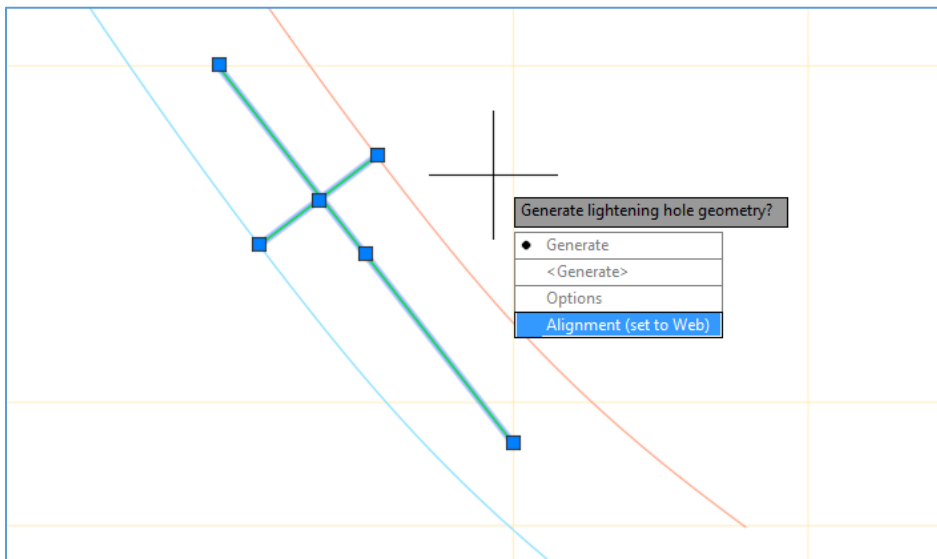 Generate lightening hole geometry?
Generate
<Generate>
Options
Alignment (set to Web)